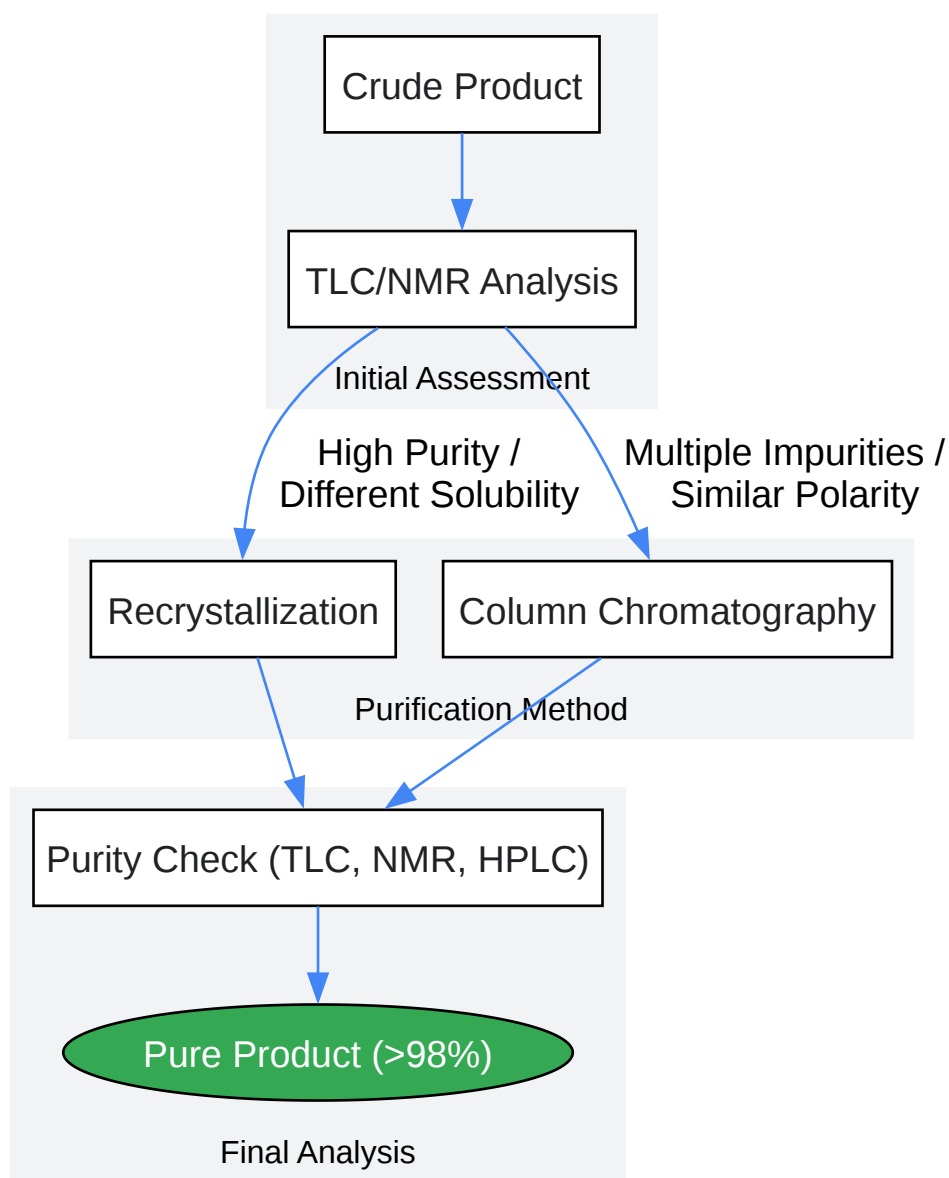 Crude Product
TLC/NMR Analysis
Initial Assessment
High Purity /
Different Solubility
Multiple Impurities /
Similar Polarity
Recrystallization
Column Chromatography
Purification Method
Purity Check (TLC, NMR, HPLC)
Pure Product (>98%)
Final Analysis